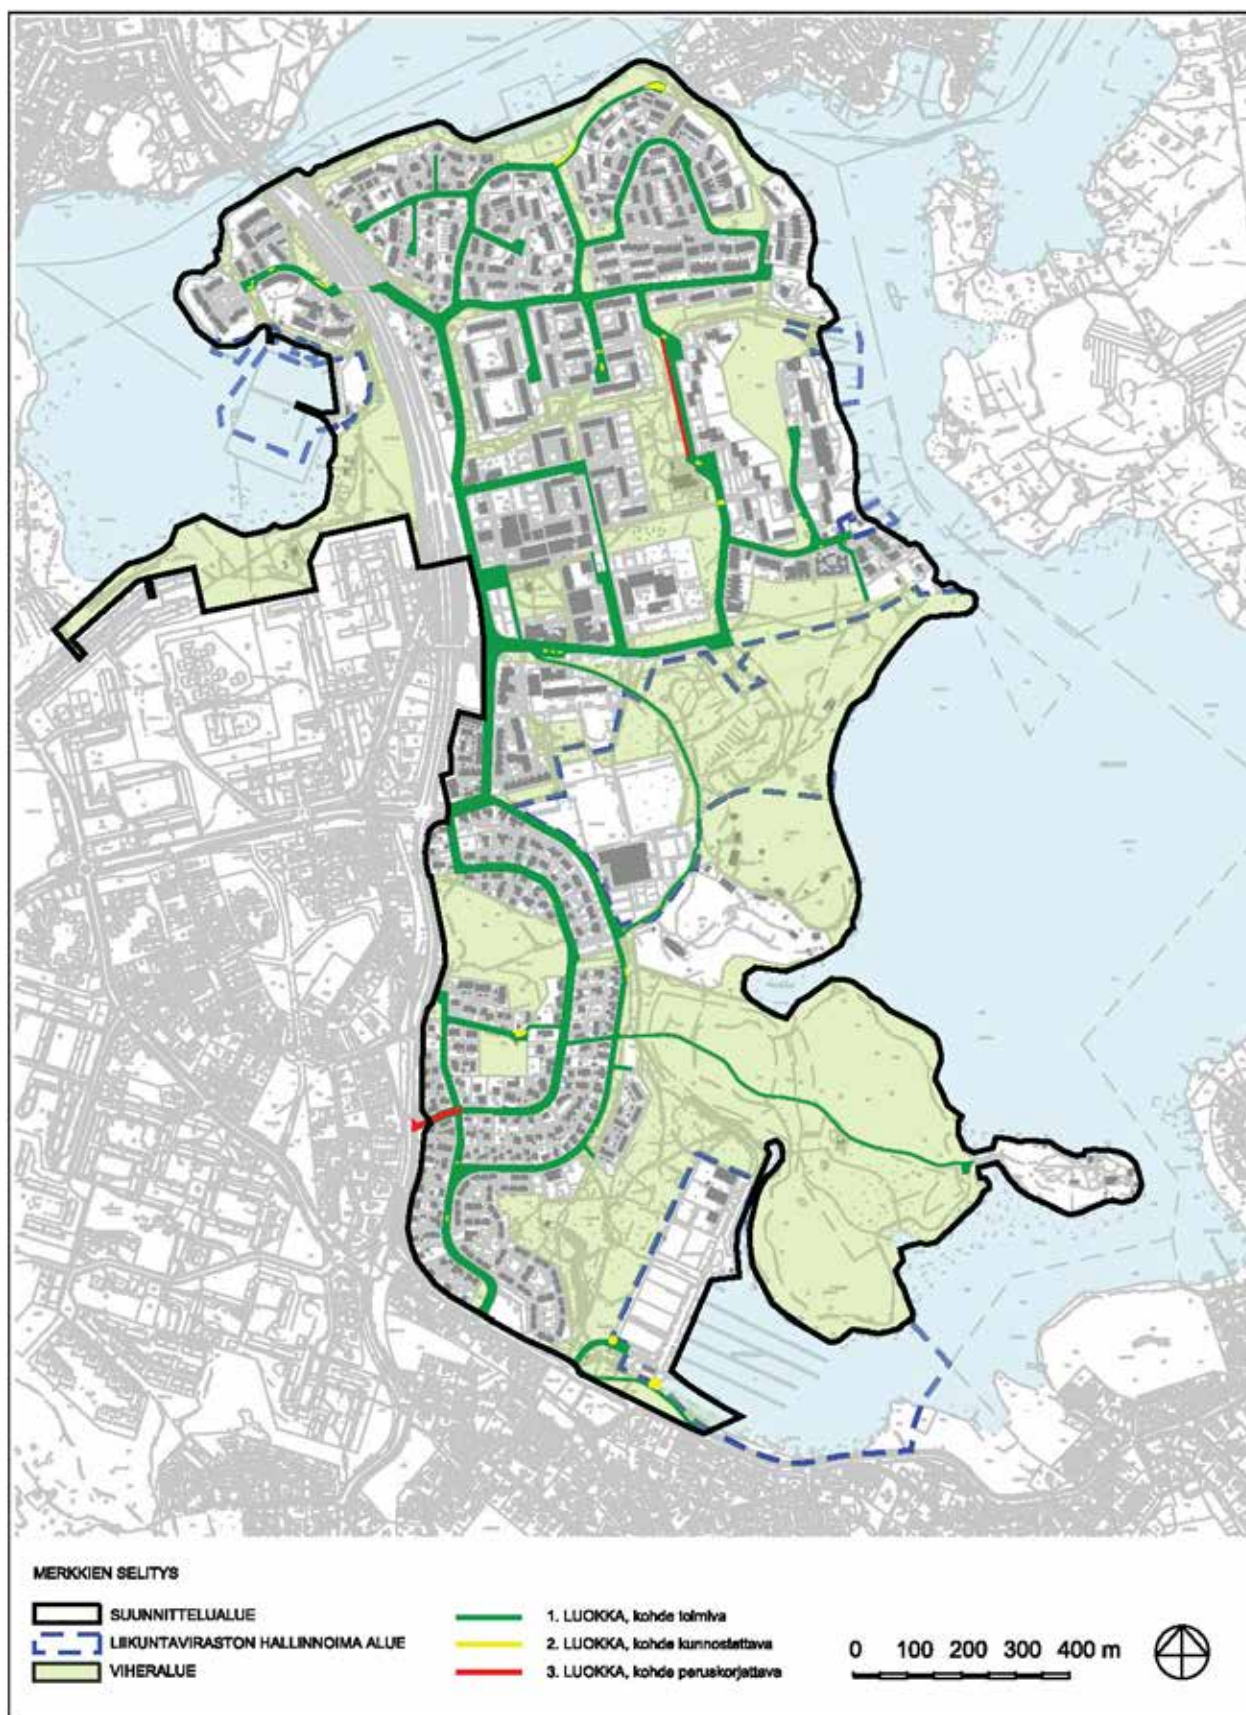 MERKKIEN SELITYS
SUUNNITTELUALUE
LIIKUNTAVIRASTON HALLINNOIMA ALUE
VIHERALUE
1. LUOKKA, kohde toimiva
2. LUOKKA, kohde kunnostettava
3. LUOKKA, kohde peruskorjattava
0 100 200 300 400 m